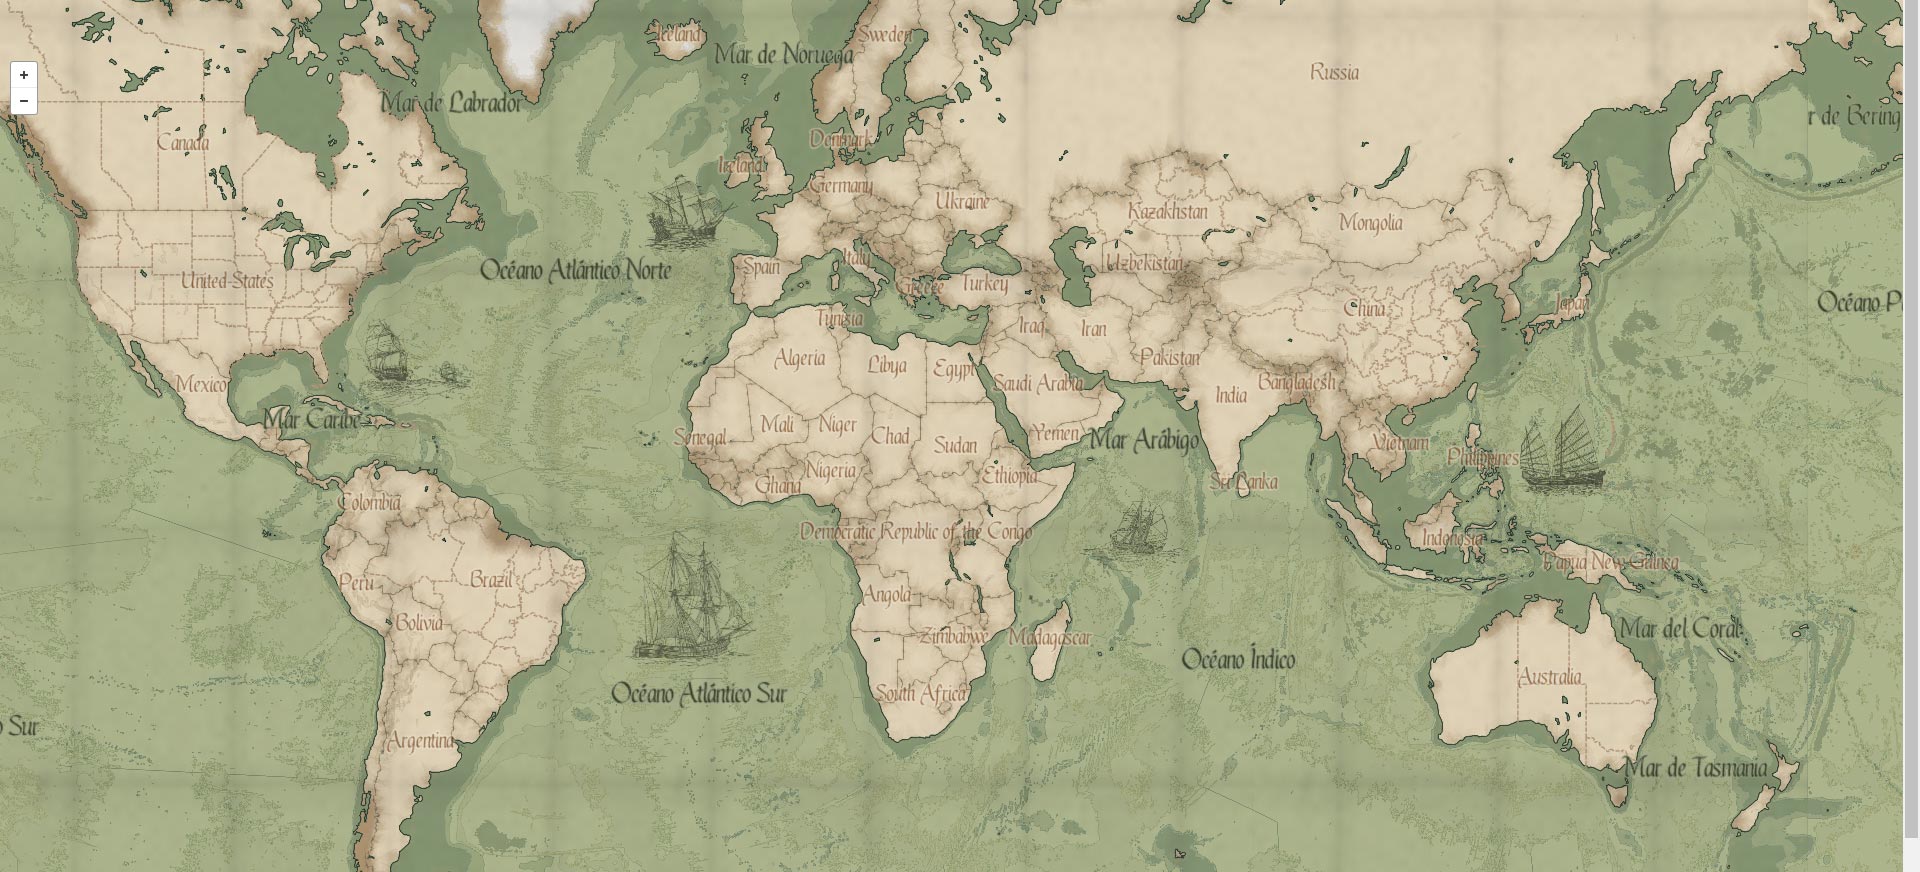 Iceland
Sweden
Mar de Noruega
Russia
+
−
Mar de Labrador
r de Bering
Canada
Denmark
Ireland
Germany
Ukraine
Kazakhstan
Mongolia
Océano Atlántico Norte
Spain
Italy
Uzbekistan
United States
Greece
Turkey
China
Japan
Océano P
Tunisia
Iraq
Iran
Algeria
Libya
Egypt
Pakistan
Mexico
Saudi Arabia
India
Bangladesh
Mar Caribe
Mali
Niger
Senegal
Chad
Sudan
Yemen
Mar Arábigo
Vietnam
Philippines
Nigeria
Ethiopia
Ghana
Sri Lanka
Colombia
Democratic Republic of the Congo
Indonesia
Papua New Guinea
Peru
Brazil
Angola
Bolivia
Zimbabwe
Madagascar
Mar del Coral
Océano Índico
Australia
Océano Atlántico Sur
South Africa
o Sur
Argentina
Mar de Tasmania